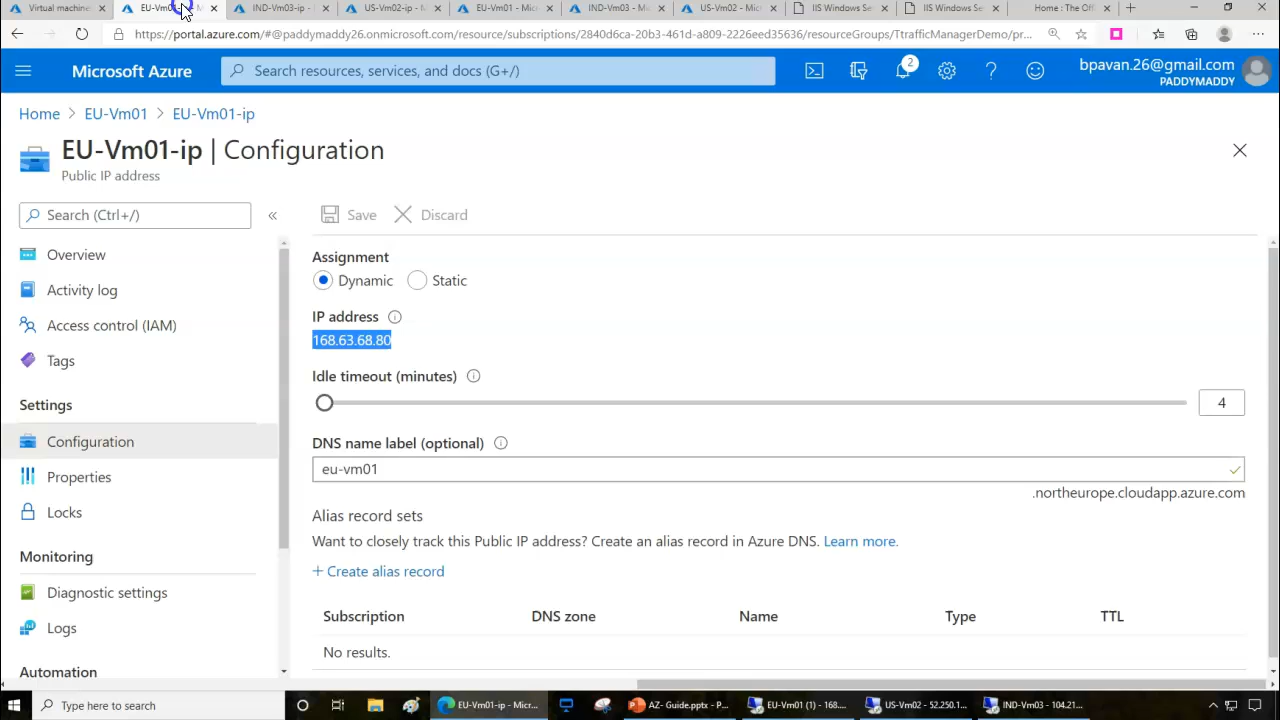 Virtual machine
EU-Vm01-ip - M
IND-Vm03-ip - 
US-Vm02-ip - M
EU-Vm01 - Micr
IND-Vm03 - Mic
US-Vm02 - Micr
IIS Windows Se
IIS Windows Se
Home : The Off
https://portal.azure.com/#@paddymaddy26.onmicrosoft.com/resource/subscriptions/2840d6ca-20b3-461d-a809-2226eed35636/resourceGroups/TtrafficManagerDemo/pr...
Microsoft Azure
Search resources, services, and docs (G+/)
2
bpavan.26@gmail.com
PADDYMADDY
Home > EU-Vm01 > EU-Vm01-ip
EU-Vm01-ip | Configuration
Public IP address
Search (Ctrl+/)
Save
Discard
Overview
Activity log
Access control (IAM)
Tags
Settings
Configuration
Properties
Locks
Monitoring
Diagnostic settings
Logs
Automation
Assignment
Dynamic
Static
IP address
168.63.68.80
Idle timeout (minutes)
4
DNS name label (optional)
eu-vm01
.northeurope.cloudapp.azure.com
Alias record sets
Want to closely track this Public IP address? Create an alias record in Azure DNS. Learn more.
+ Create alias record
Subscription DNS zone Name Type TTL
No results.
Type here to search
EU-Vm01-ip - Micr...
AZ- Guide.pptx - P...
EU-Vm01 (1) - 168....
US-Vm02 - 52.250.1...
IND-Vm03 - 104.21...